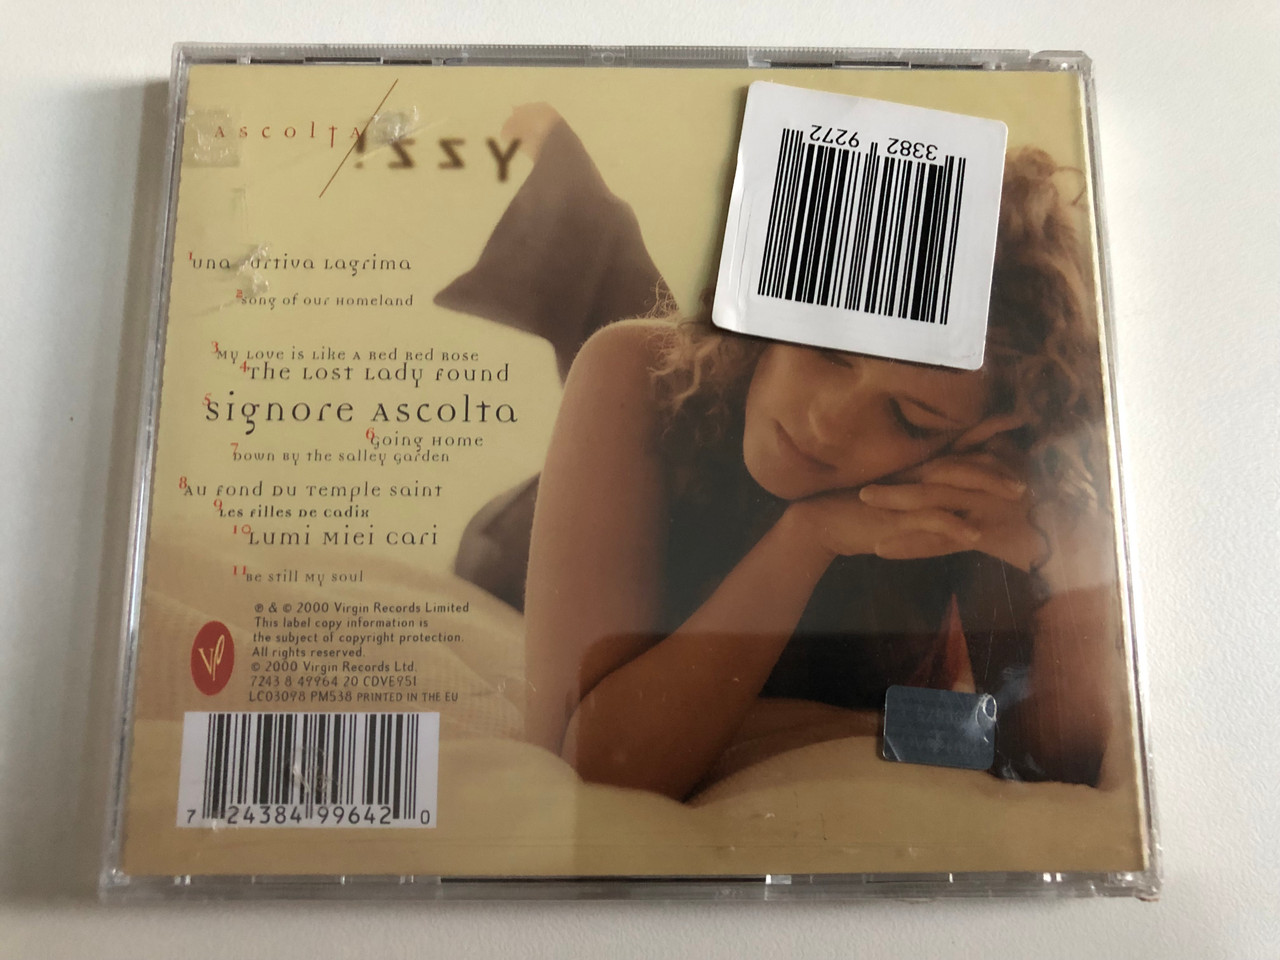 Ascolta
Izzy
1 Una furtiva Lagrima
2 Song of our Homeland
3 My Love is Like A Red Red Rose
4 The Lost Lady Found
5 Signore Ascolta
6 Going Home
7 Down By the Salley Garden
8 Au fond Du Temple Saint
9 Les filles De Cadix
10 Lumi Miei Cari
11 Be still My Soul
℗ & © 2000 Virgin Records Limited
This label copy information is
the subject of copyright protection.
All rights reserved.
© 2000 Virgin Records Ltd.
7243 8 49964 20 CDVE951
LC03098 PM538 PRINTED IN THE EU
VP
7 24384 99642 0
3382 9272